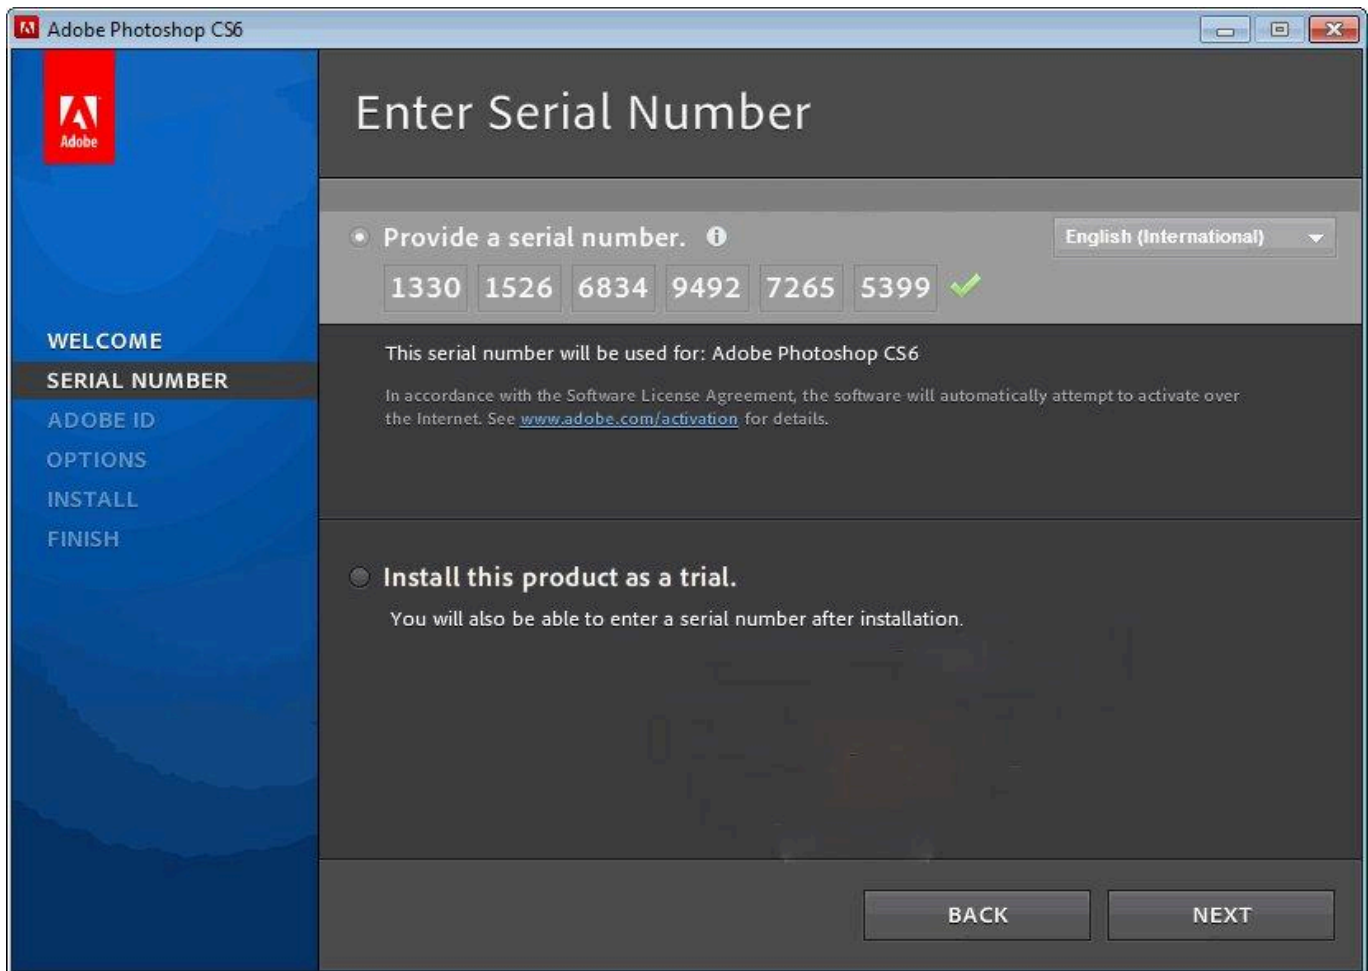 Adobe Photoshop CS6
Adobe
Enter Serial Number
Provide a serial number.
English (International)
1330 1526 6834 9492 7265 5399
This serial number will be used for: Adobe Photoshop CS6
In accordance with the Software License Agreement, the software will automatically attempt to activate over
the Internet. See www.adobe.com/activation for details.
WELCOME
SERIAL NUMBER
ADOBE ID
OPTIONS
INSTALL
FINISH
Install this product as a trial.
You will also be able to enter a serial number after installation.
BACK
NEXT